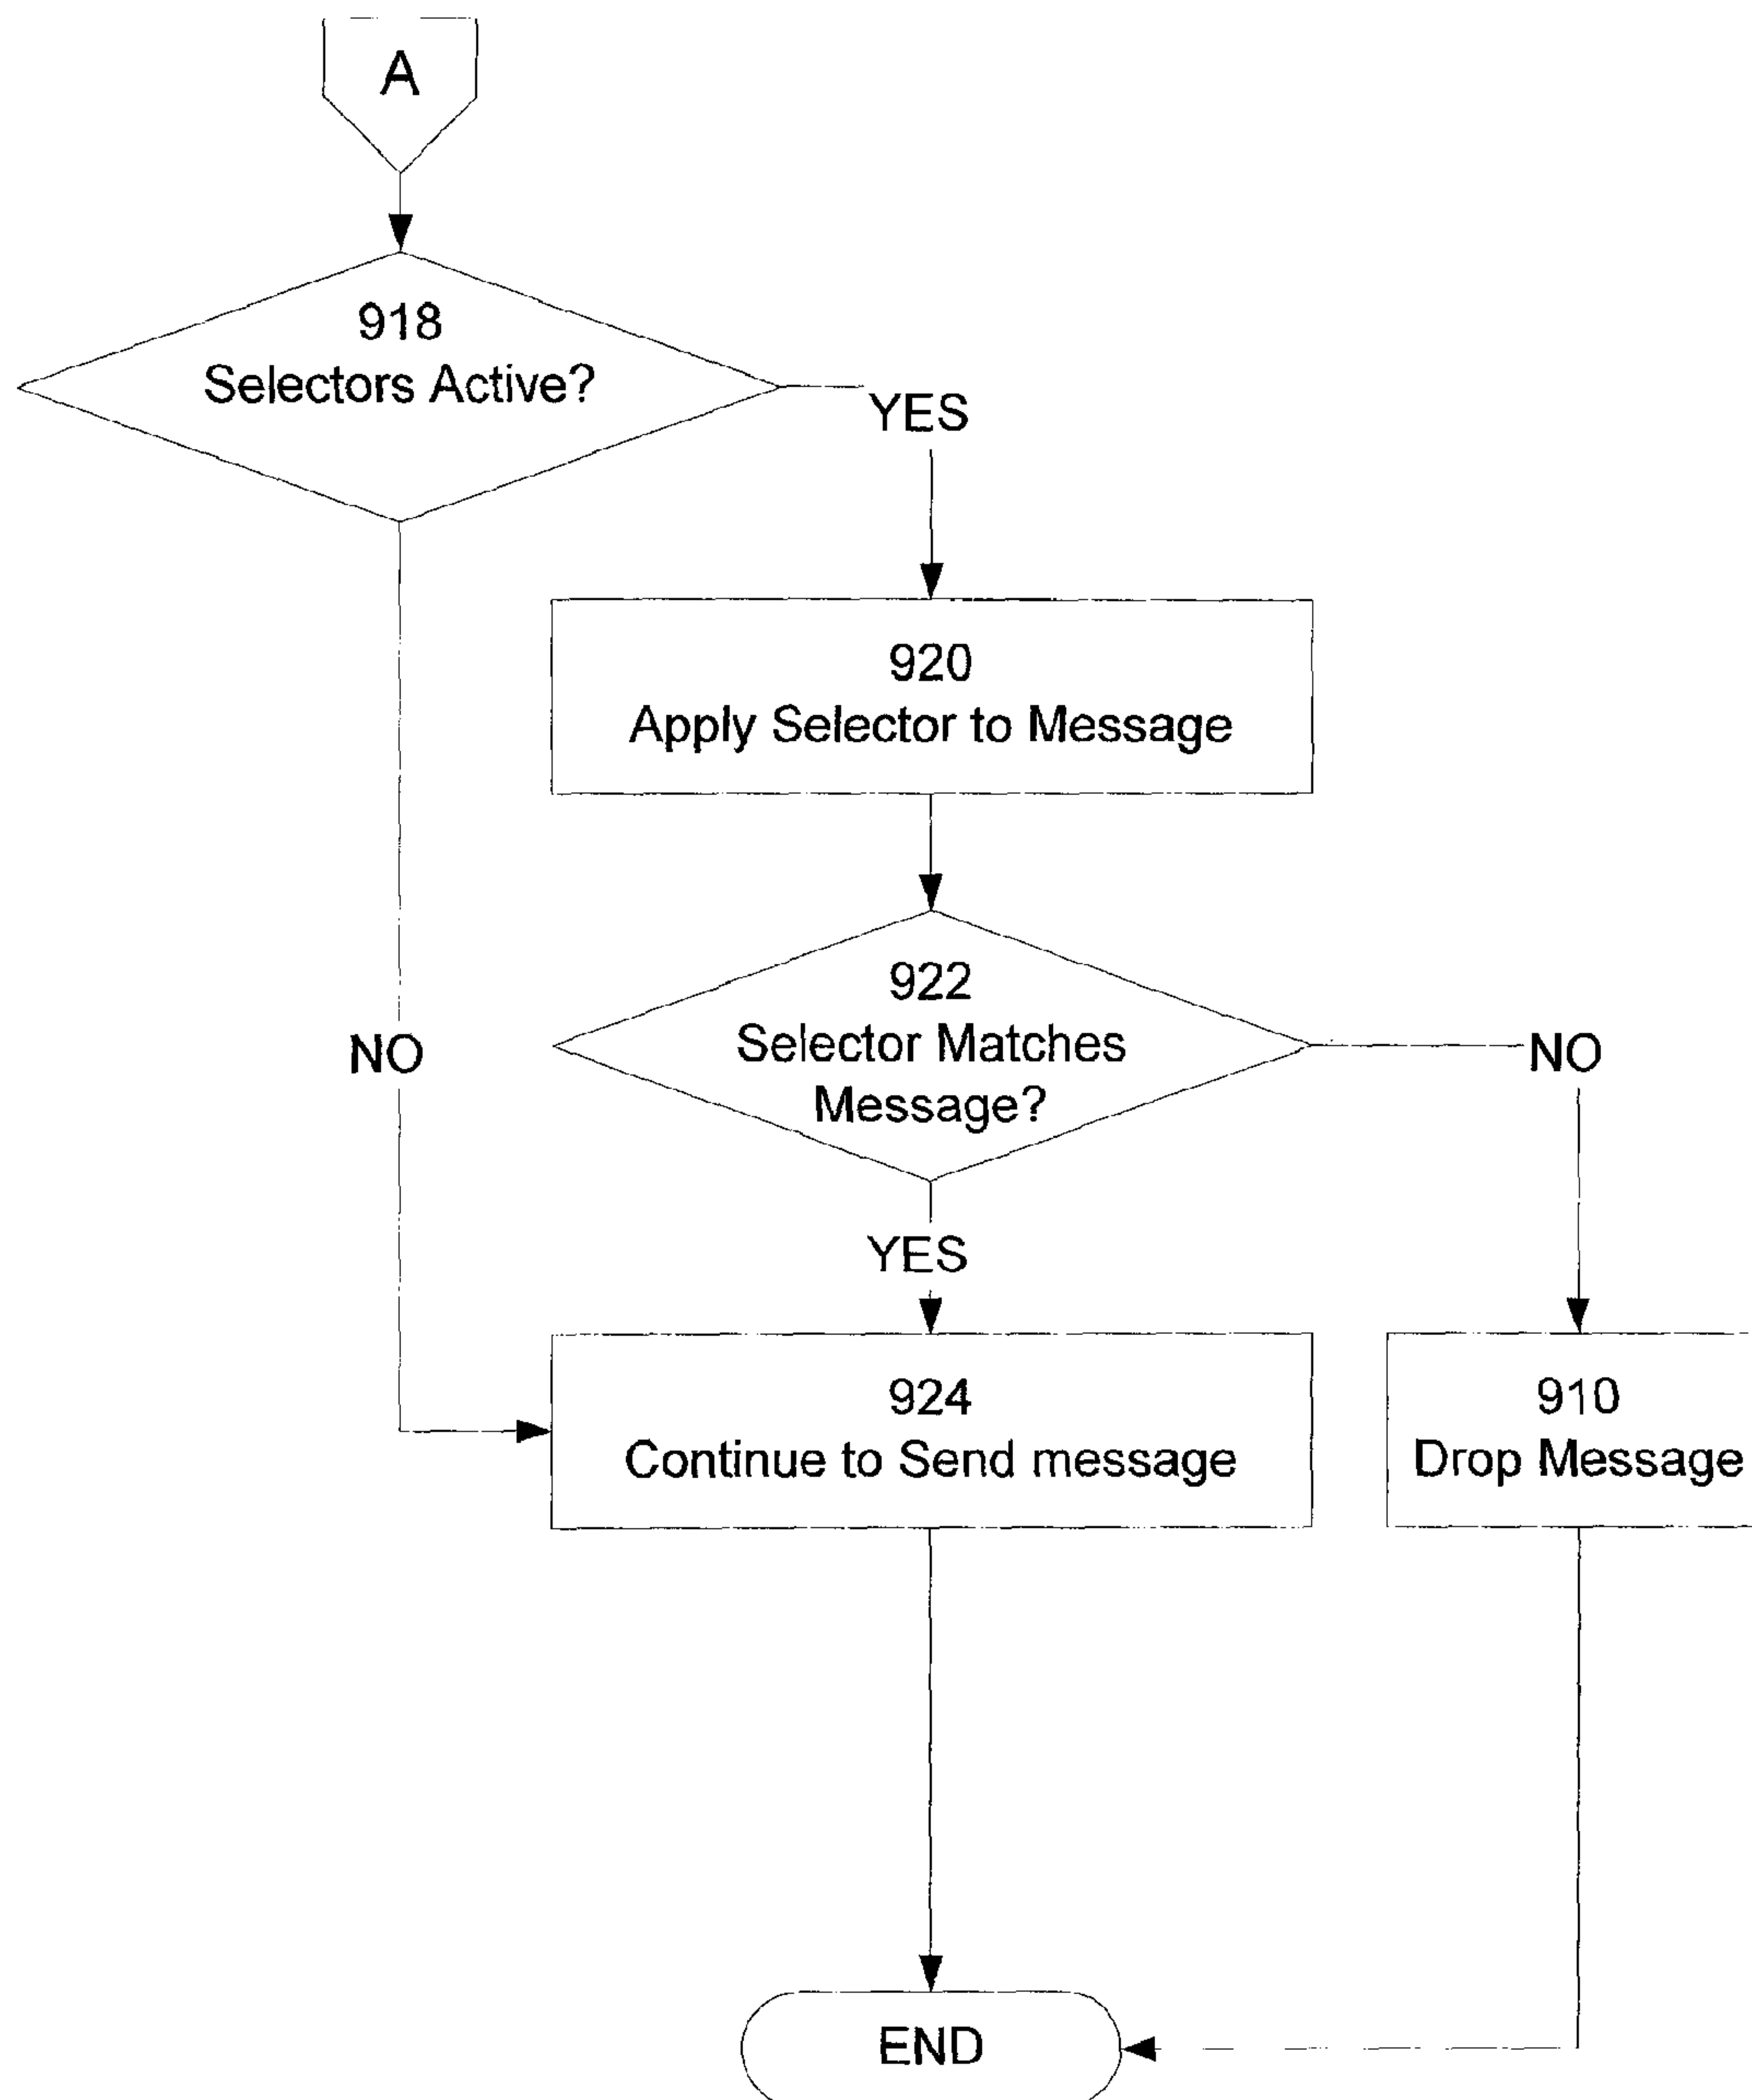 A
918
Selectors Active?
YES
920
Apply Selector to Message
922
Selector Matches
Message?
NO
NO
YES
924
Continue to Send message
910
Drop Message
END